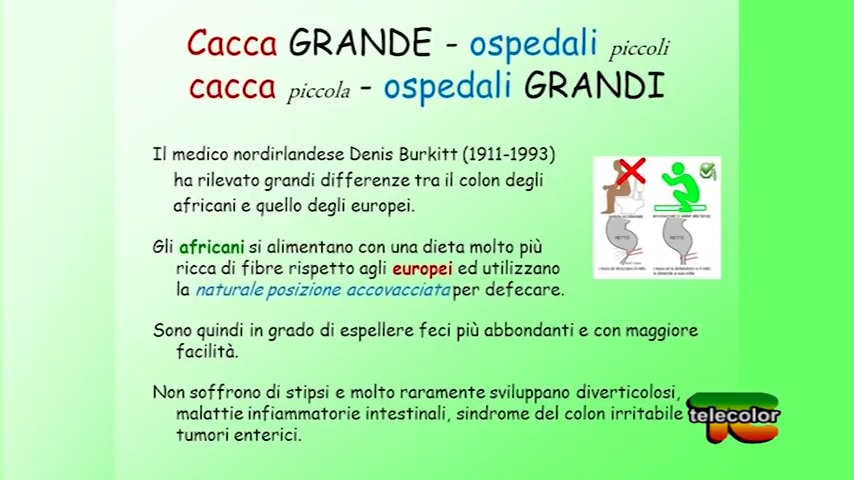 Cacca GRANDE - ospedali piccoli
cacca piccola - ospedali GRANDI
Il medico nordirlandese Denis Burkitt (1911-1993)
ha rilevato grandi differenze tra il colon degli
africani e quello degli europei.
Gli africani si alimentano con una dieta molto più
ricca di fibre rispetto agli europei ed utilizzano
la naturale posizione accovacciata per defecare.
Sono quindi in grado di espellere feci più abbondanti e con maggiore
facilità.
Non soffrono di stipsi e molto raramente sviluppano diverticolosi,
malattie infiammatorie intestinali, sindrome del colon irritabile
tumori enterici.
RETTO
RETTO
telecolor